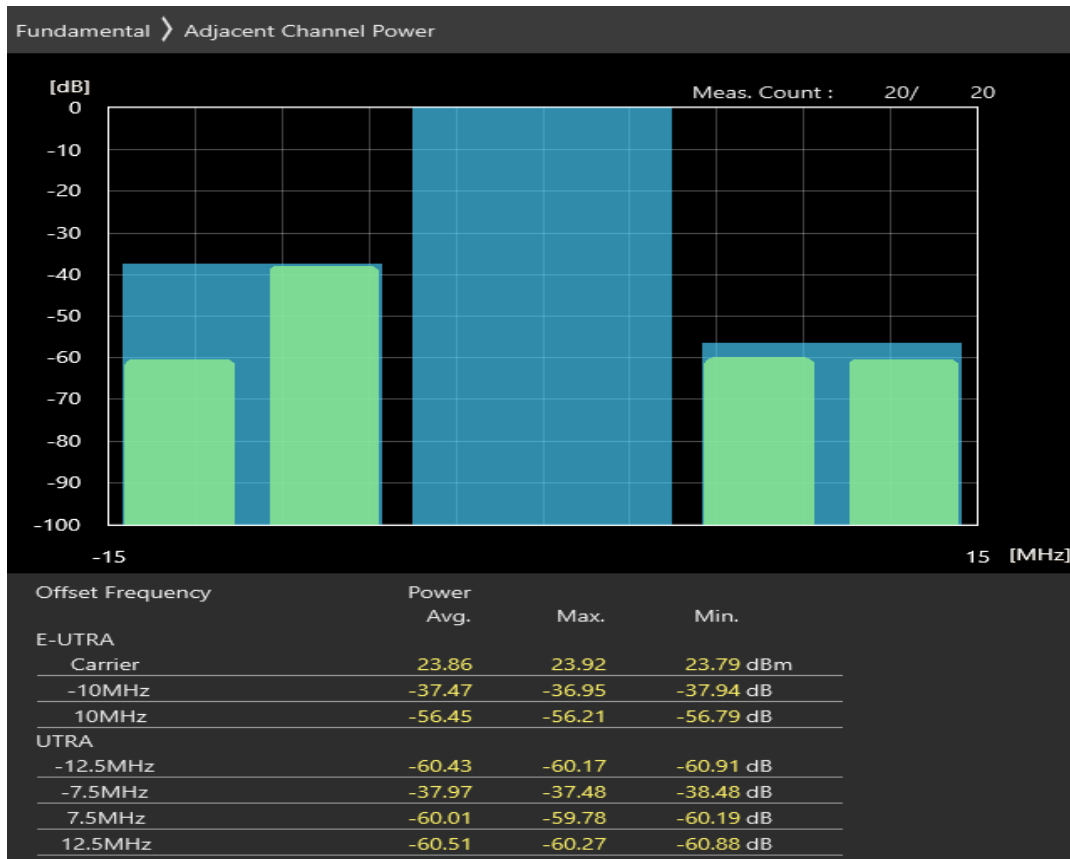 Fundamental ❯ Adjacent Channel Power
[dB]
Meas. Count : 20/ 20
0
-10
-20
-30
-40
-50
-60
-70
-80
-90
-100
-15 15 [MHz]
Offset Frequency Power
Avg. Max. Min.
E-UTRA
Carrier 23.86 23.92 23.79 dBm
-10MHz -37.47 -36.95 -37.94 dB
10MHz -56.45 -56.21 -56.79 dB
UTRA
-12.5MHz -60.43 -60.17 -60.91 dB
-7.5MHz -37.97 -37.48 -38.48 dB
7.5MHz -60.01 -59.78 -60.19 dB
12.5MHz -60.51 -60.27 -60.88 dB